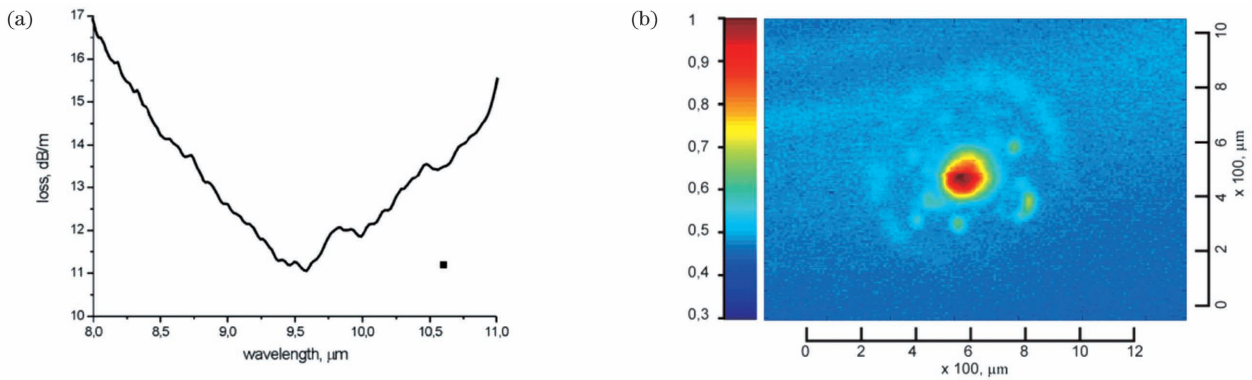 (a)
17
16
15
14
13
12
11
10
loss, dB/m
8,0 8,5 9,0 9,5 10,0 10,5 11,0
wavelength, μm
(b)
1
0,9
0,8
0,7
0,6
0,5
0,4
0,3
10
8
6
4
2
0
x 100, μm
0 2 4 6 8 10 12
x 100, μm